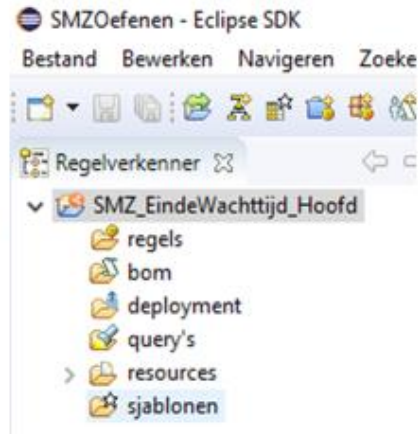 SMZOefenen - Eclipse SDK
Bestand Bewerken Navigeren Zoeke
Regelverkenner
SMZ_EindeWachttijd_Hoofd
regels
bom
deployment
query's
resources
sjablonen